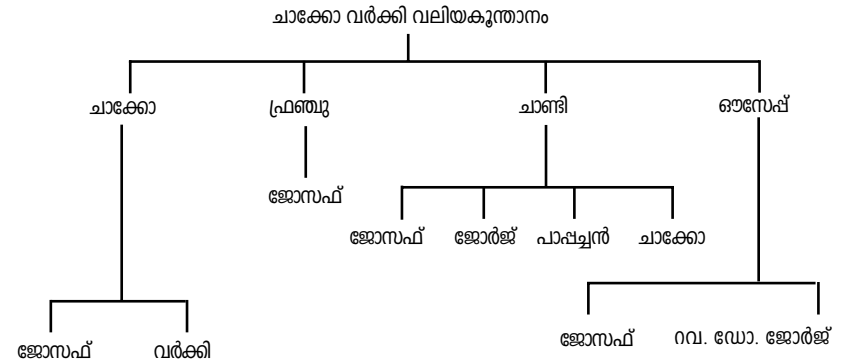 ചാക്കോ വർക്കി വലിയകൂന്താനം
ചാക്കോ ഫ്രഞ്ചു ചാണ്ടി ഔസേപ്പ്
ജോസഫ്
ജോസഫ് ജോർജ് പാപ്പച്ചൻ ചാക്കോ
ജോസഫ് റവ. ഡോ. ജോർജ്
ജോസഫ് വർക്കി